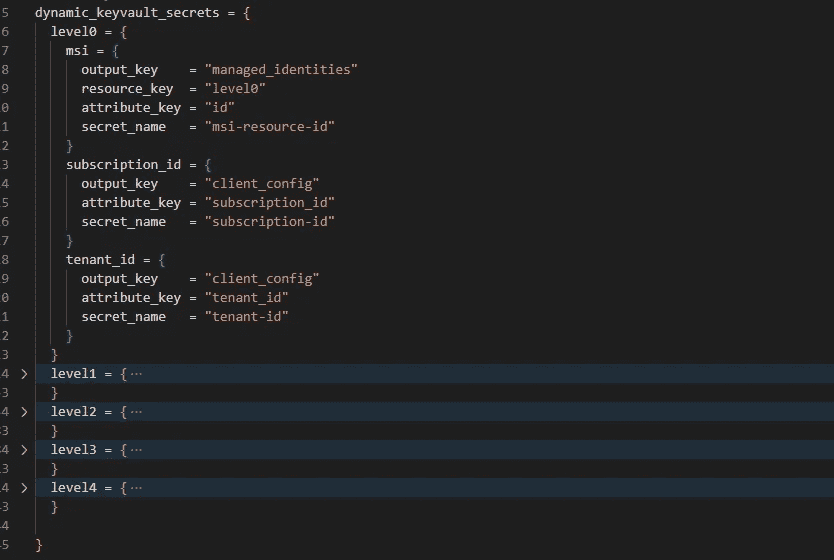 5 dynamic_keyvault_secrets = {
6   level0 = {
7     msi = {
8       output_key    = "managed_identities"
9       resource_key  = "level0"
0       attribute_key = "id"
1       secret_name   = "msi-resource-id"
2     }
3     subscription_id = {
4       output_key    = "client_config"
5       attribute_key = "subscription_id"
6       secret_name   = "subscription-id"
7     }
8     tenant_id = {
9       output_key    = "client_config"
0       attribute_key = "tenant_id"
1       secret_name   = "tenant-id"
2     }
3   }
4 > level1 = {···
3   }
4 > level2 = {···
3   }
4 > level3 = {···
3   }
4 > level4 = {···
3   }
4
5 }